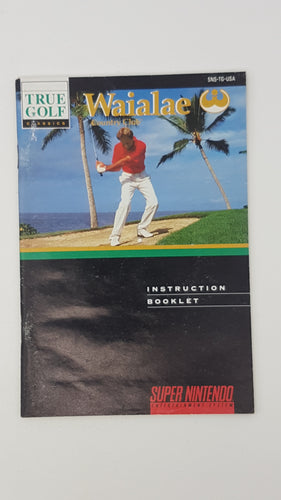 SNS-TG-USA
TRUE
GOLF
CLASSICS
Waialae
Country Club
INSTRUCTION
BOOKLET
SUPER NINTENDO
ENTERTAINMENT SYSTEM